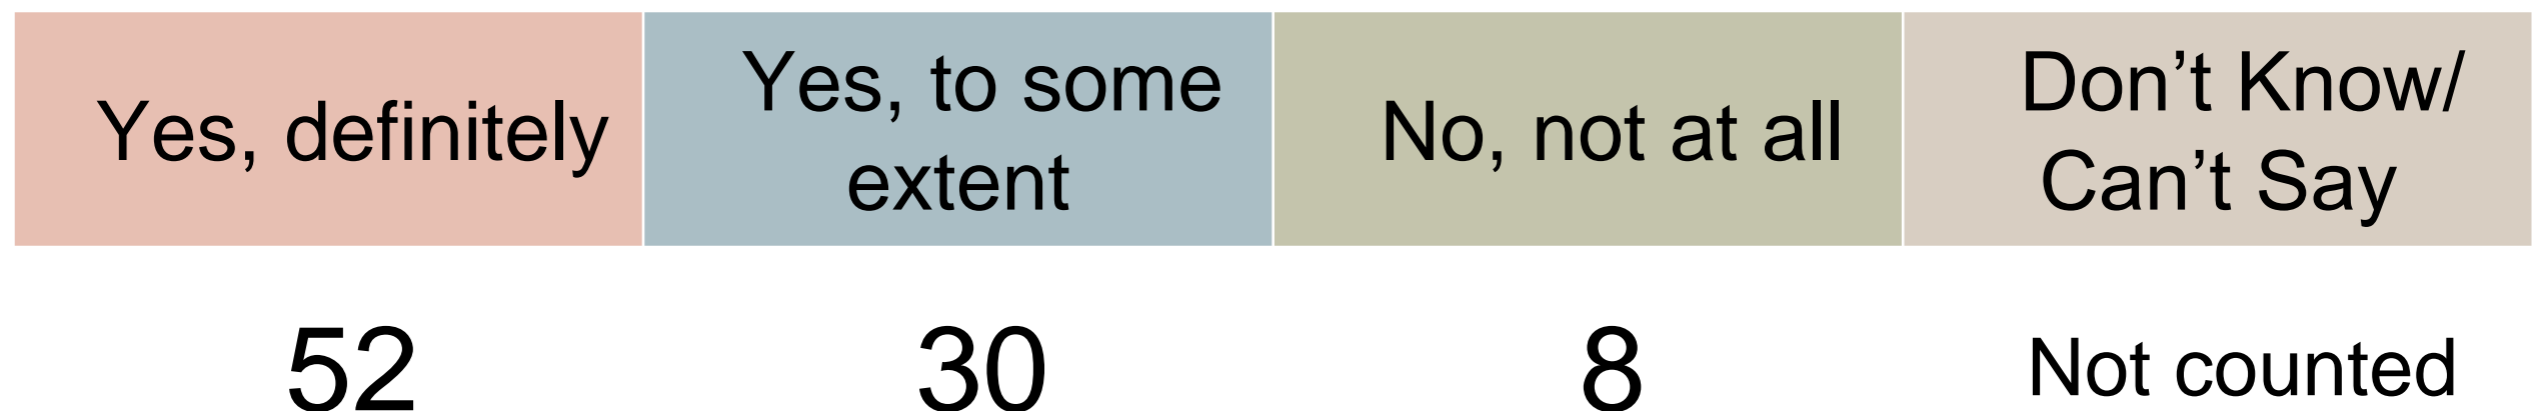 Yes, definitely
Yes, to some
extent
No, not at all
Don’t Know/
Can’t Say
52
30
8
Not counted